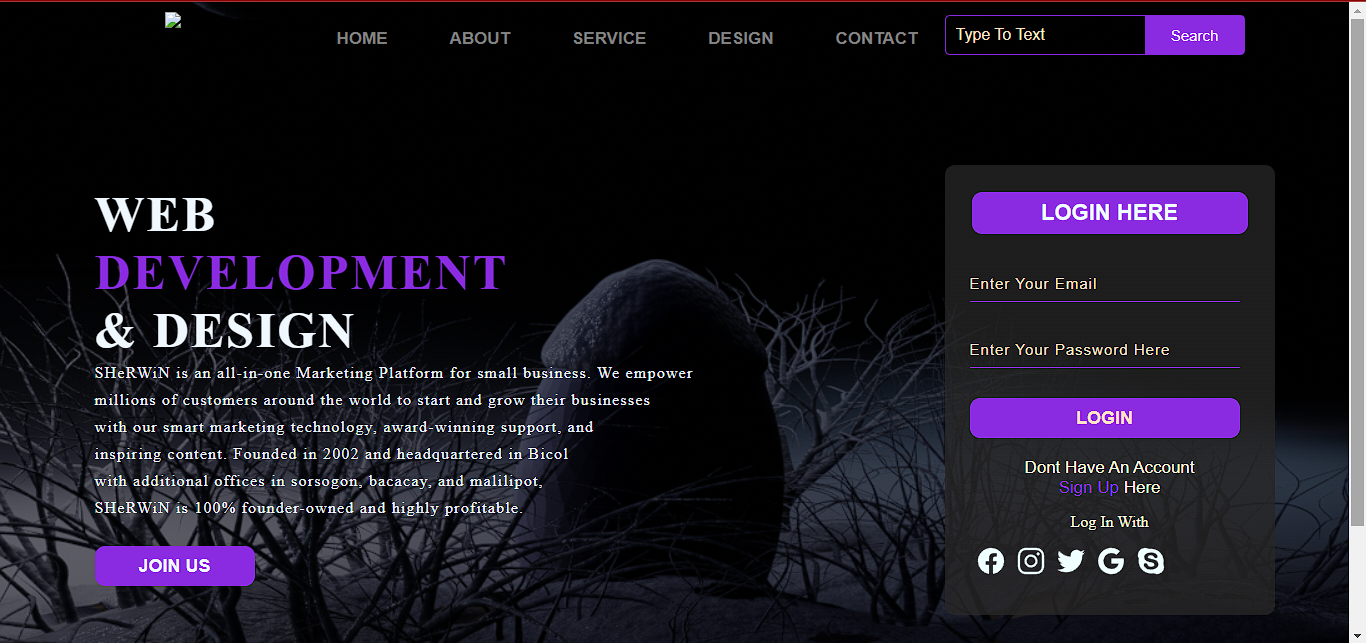 HOME ABOUT SERVICE DESIGN CONTACT Type To Text Search
WEB
DEVELOPMENT
& DESIGN
SHeRWiN is an all-in-one Marketing Platform for small business. We empower
millions of customers around the world to start and grow their businesses
with our smart marketing technology, award-winning support, and
inspiring content. Founded in 2002 and headquartered in Bicol
with additional offices in sorsogon, bacacay, and malilipot,
SHeRWiN is 100% founder-owned and highly profitable.
JOIN US
LOGIN HERE
Enter Your Email
Enter Your Password Here
LOGIN
Dont Have An Account
Sign Up Here
Log In With